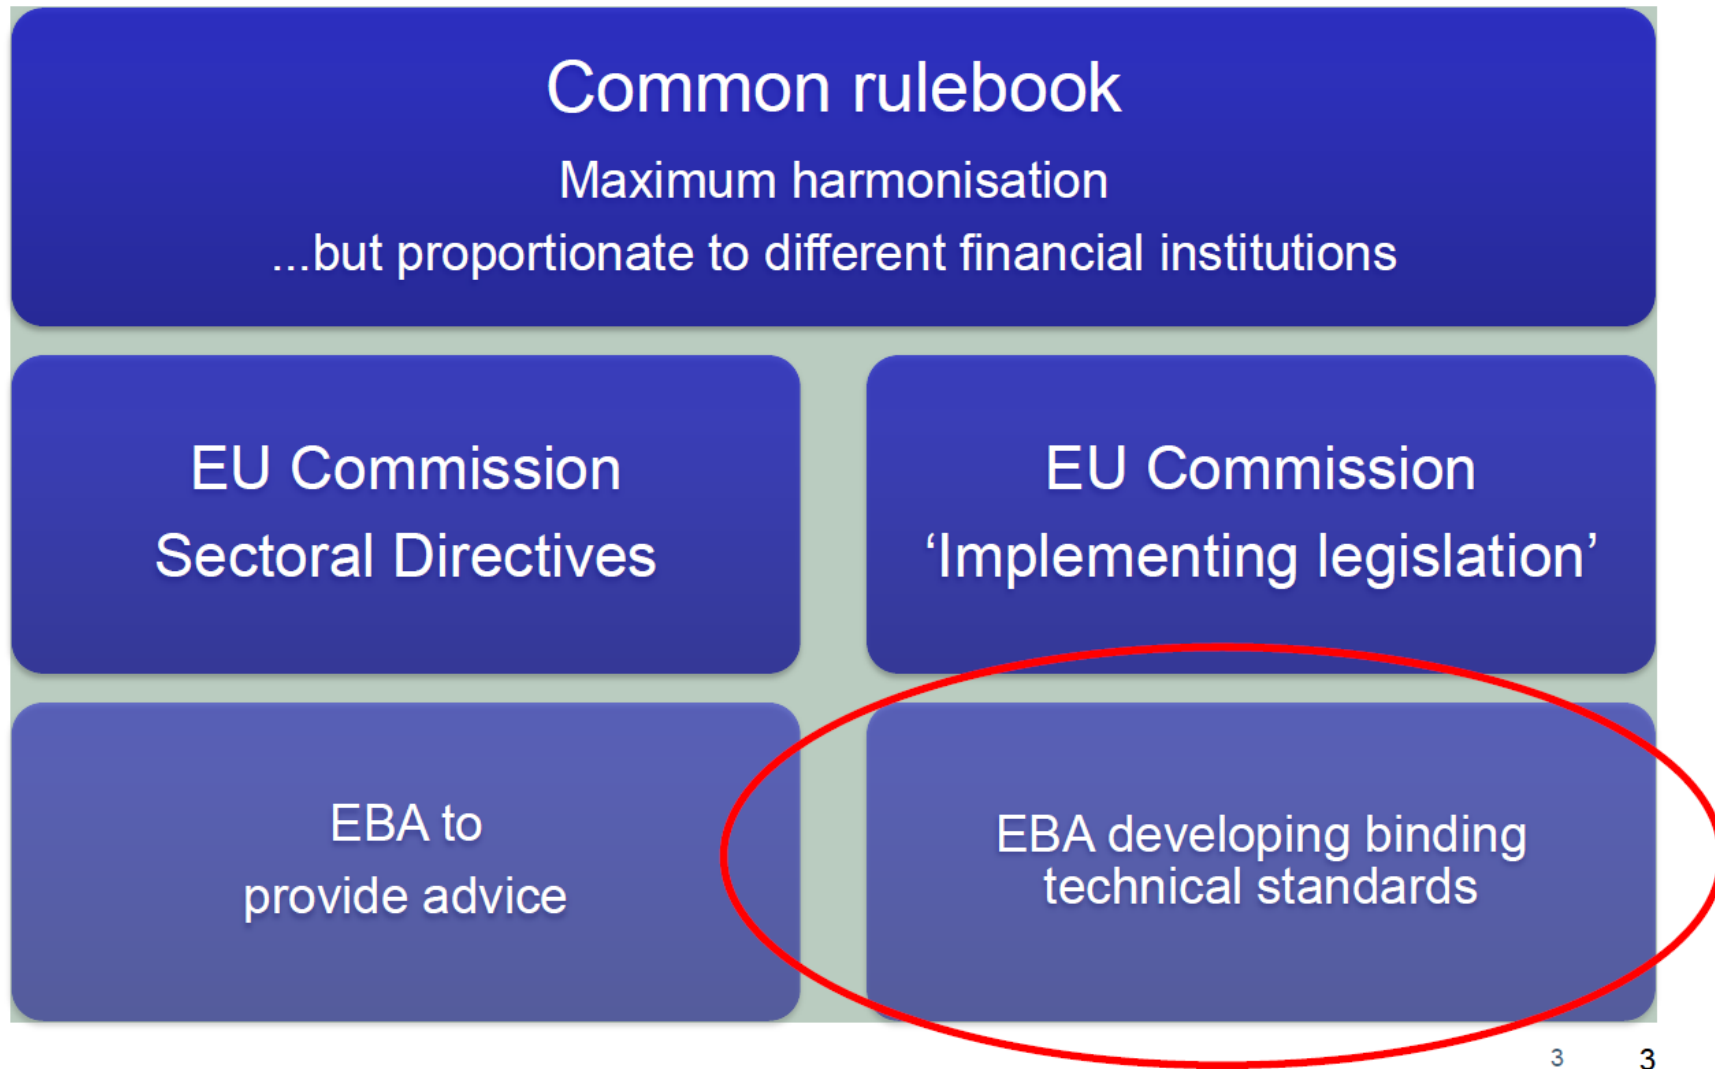 Common rulebook
Maximum harmonisation
...but proportionate to different financial institutions
EU Commission
Sectoral Directives
EU Commission
‘Implementing legislation’
EBA to
provide advice
EBA developing binding
technical standards
3 3